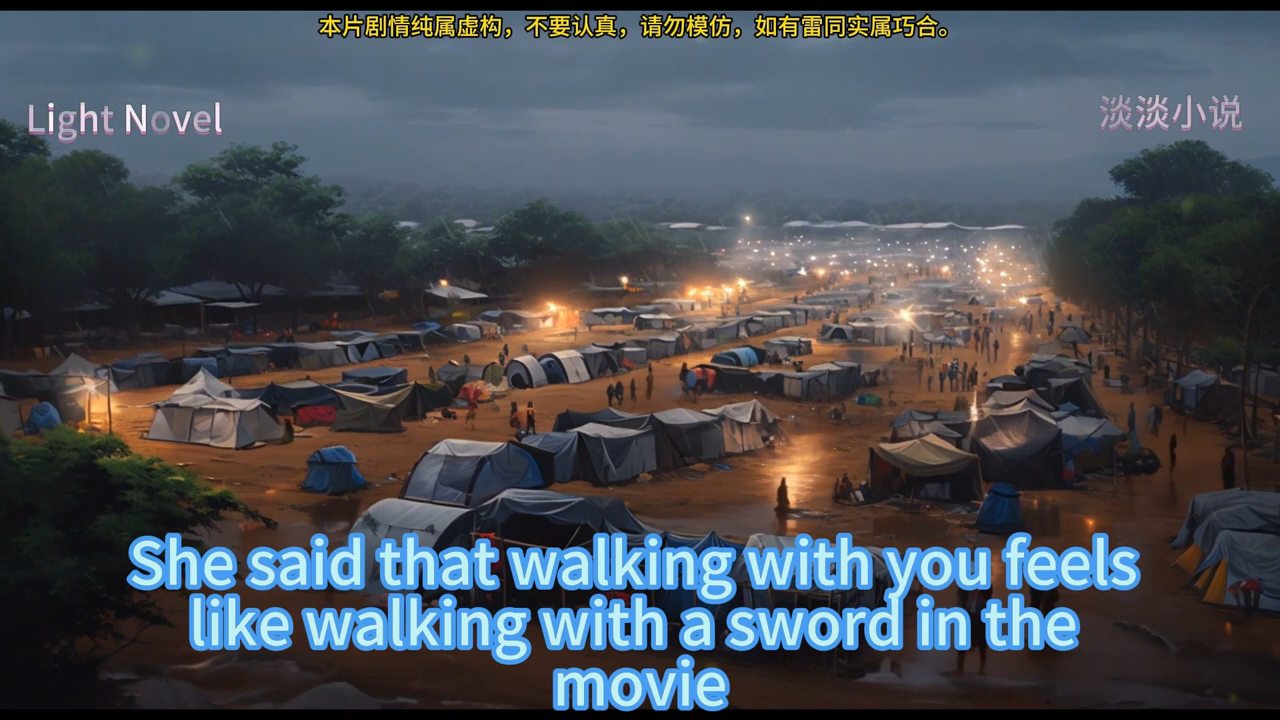 本片剧情纯属虚构，不要认真，请勿模仿，如有雷同实属巧合。
Light Novel
淡淡小说
She said that walking with you feels
like walking with a sword in the
movie